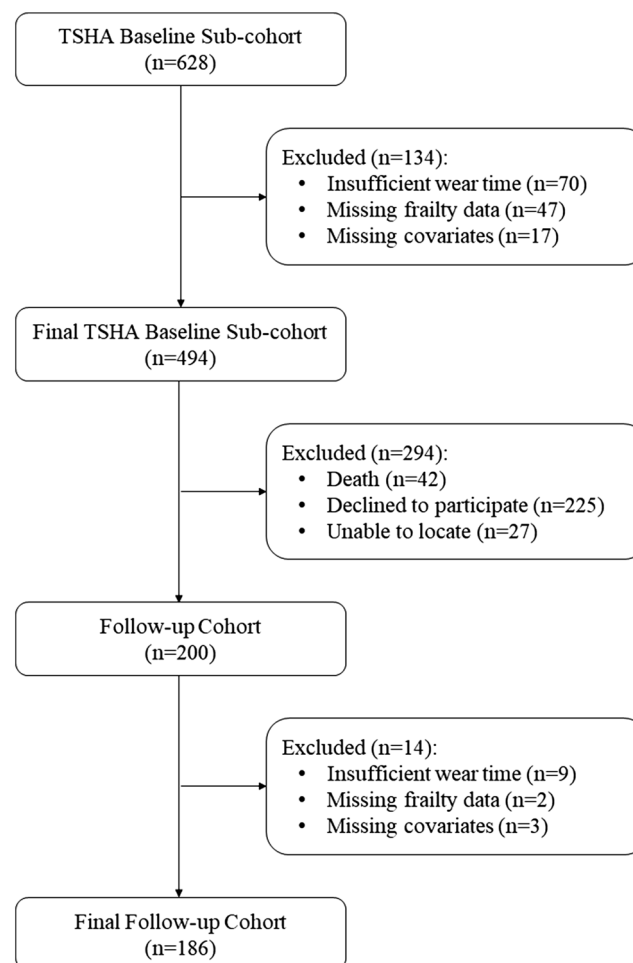 TSHA Baseline Sub-cohort
(n=628)
Excluded (n=134):
• Insufficient wear time (n=70)
• Missing frailty data (n=47)
• Missing covariates (n=17)
Final TSHA Baseline Sub-cohort
(n=494)
Excluded (n=294):
• Death (n=42)
• Declined to participate (n=225)
• Unable to locate (n=27)
Follow-up Cohort
(n=200)
Excluded (n=14):
• Insufficient wear time (n=9)
• Missing frailty data (n=2)
• Missing covariates (n=3)
Final Follow-up Cohort
(n=186)